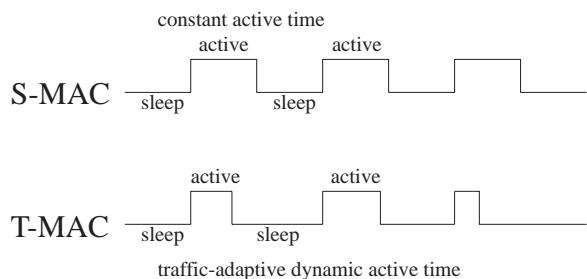 constant active time
active active
S-MAC
sleep sleep
active active
T-MAC
sleep sleep
traffic-adaptive dynamic active time